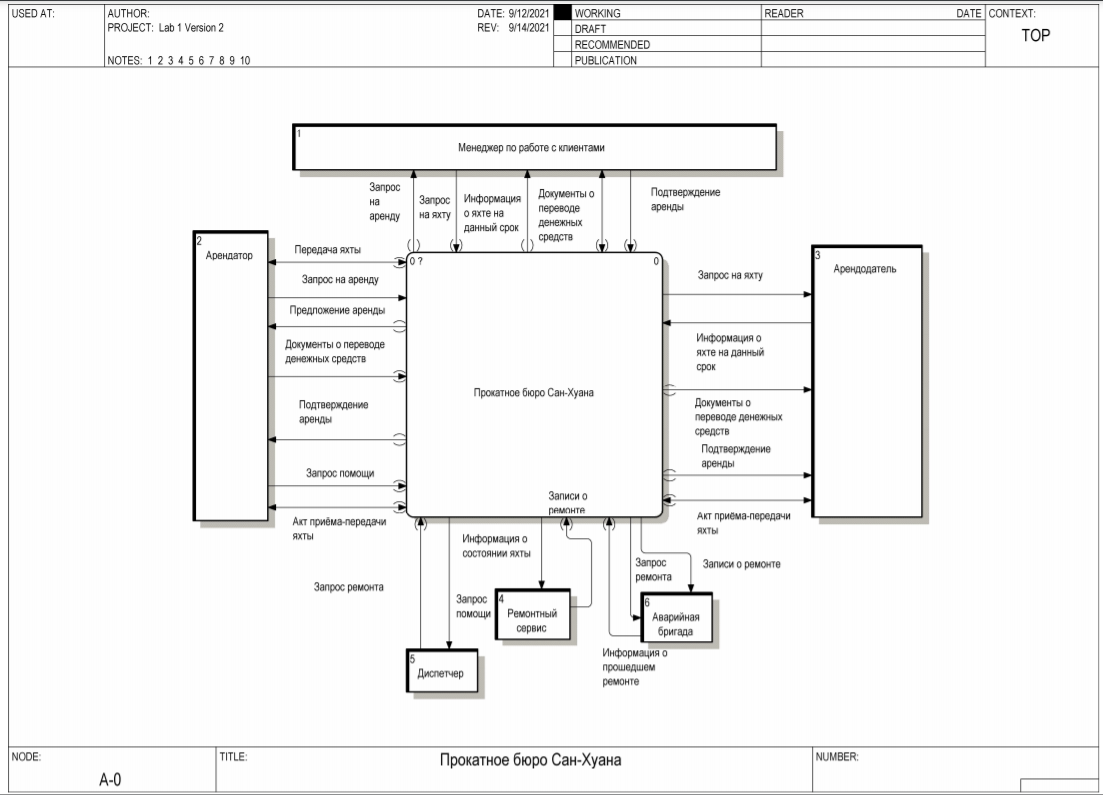 USED AT:
AUTHOR:
DATE: 9/12/2021
WORKING
READER
DATE
CONTEXT:
PROJECT: Lab 1 Version 2
REV: 9/14/2021
DRAFT
TOP
RECOMMENDED
NOTES: 1 2 3 4 5 6 7 8 9 10
PUBLICATION
1
Менеджер по работе с клиентами
Запрос
на
аренду
Запрос
на яхту
Информация
о яхте на
данный срок
Документы о
переводе
денежных
средств
Подтверждение
аренды
2
Арендатор
Передача яхты
Запрос на аренду
Предложение аренды
Документы о переводе
денежных средств
Подтверждение
аренды
Запрос помощи
Акт приёма-передачи
яхты
0 ?
0
Прокатное бюро Сан-Хуана
Записи о
ремонте
3
Арендодатель
Запрос на яхту
Информация о
яхте на данный
срок
Документы о
переводе денежных
средств
Подтверждение
аренды
Акт приёма-передачи
яхты
Запрос ремонта
Информация о
состоянии яхты
Запрос
помощи
4
Ремонтный
сервис
Запрос
ремонта
Записи о ремонте
6
Аварийная
бригада
Информация о
прошедшем
ремонте
5
Диспетчер
NODE:
TITLE:
Прокатное бюро Сан-Хуана
NUMBER:
A-0